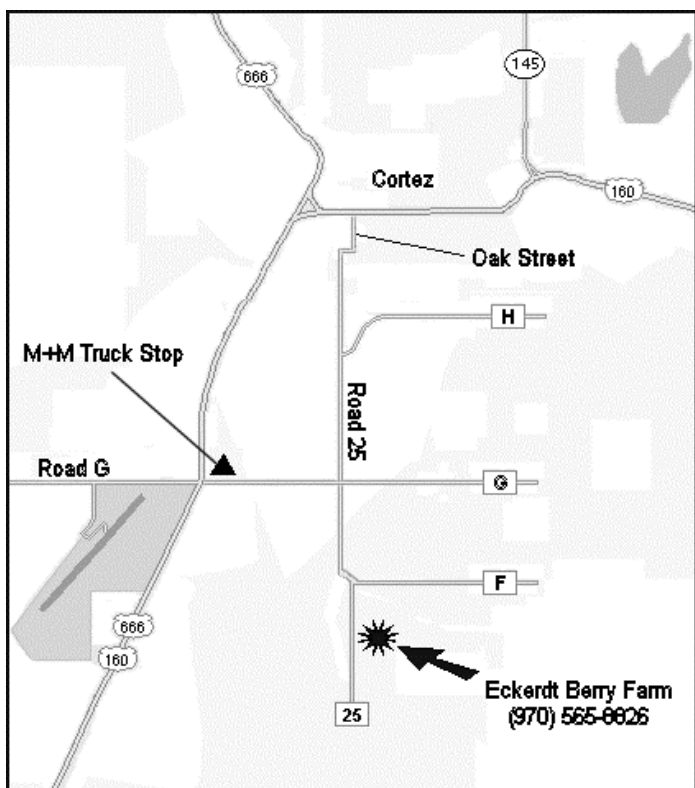 666
145
Cortez
160
Oak Street
H
M+M Truck Stop
Road 25
Road G
G
F
666
160
Eckerdt Berry Farm
25
(970) 565-8826